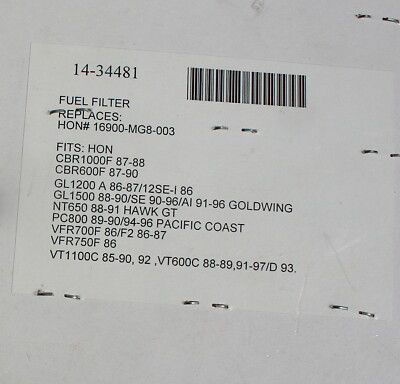 14-34481
FUEL FILTER
REPLACES:
HON# 16900-MG8-003
FITS: HON
CBR1000F 87-88
CBR600F 87-90
GL1200 A 86-87/12SE-I 86
GL1500 88-90/SE 90-96/AI 91-96 GOLDWING
NT650 88-91 HAWK GT
PC800 89-90/94-96 PACIFIC COAST
VFR700F 86/F2 86-87
VFR750F 86
VT1100C 85-90, 92 ,VT600C 88-89,91-97/D 93.